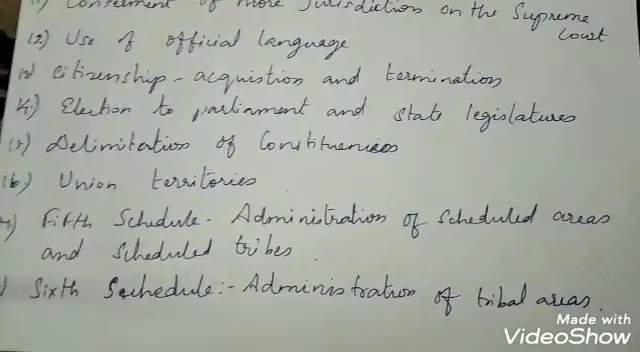 11) Conferment of more Jurisdiction on the Supreme
Court
12) Use of official language
13) Citizenship - acquistion and termination
14) Election to parliament and state legislatures
15) Delimitation of Constituencies
16) Union territories
Fifth Schedule - Administration of Scheduled areas
and scheduled tribes.
Sixth Schedule:- Administration of tribal areas.
Made with
VideoShow